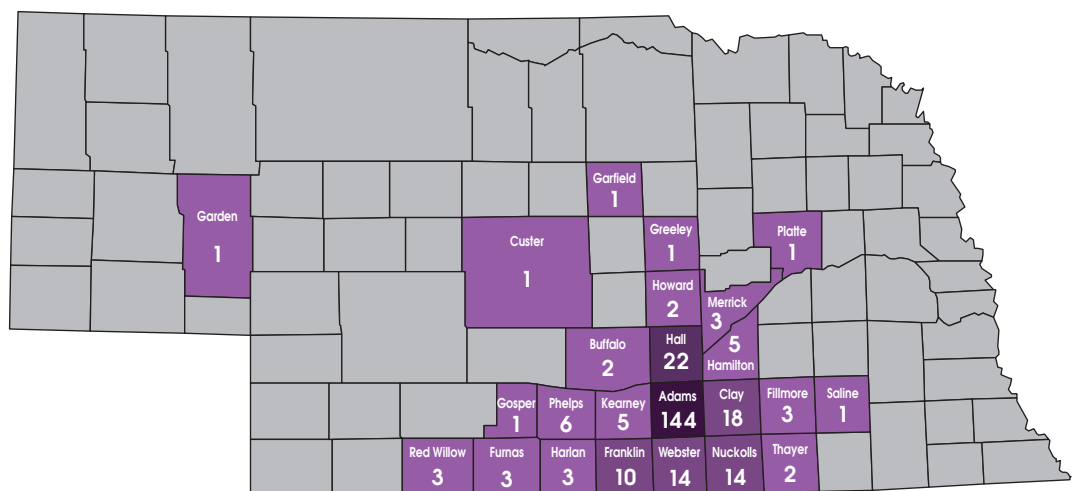 Garfield
1
Garden
1
Custer
1
Greeley
1
Platte
1
Howard
2
Merrick
3
Buffalo
2
Hall
22
5
Hamilton
Gosper
1
Phelps
6
Kearney
5
Adams
144
Clay
18
Fillmore
3
Saline
1
Red Willow
3
Furnas
3
Harlan
3
Franklin
10
Webster
14
Nuckolls
14
Thayer
2